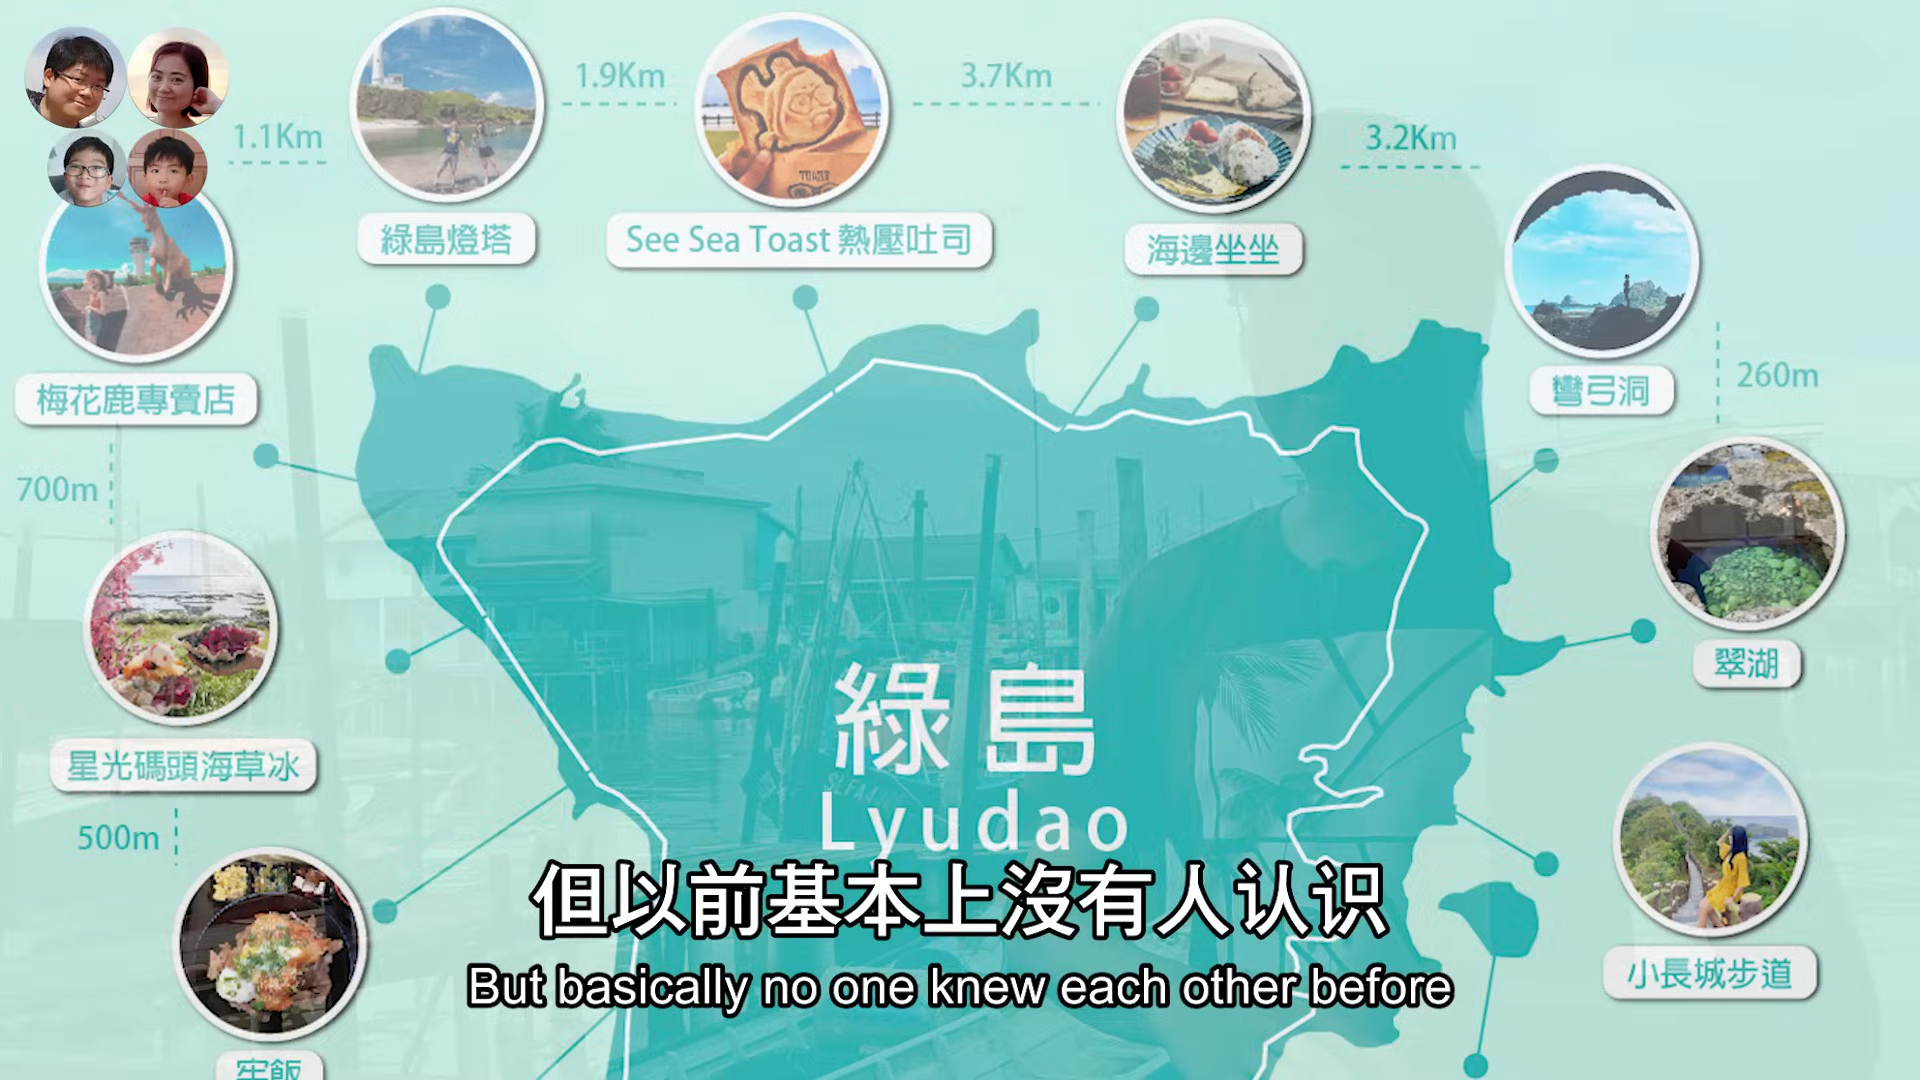 1.1Km
1.9Km
3.7Km
3.2Km
綠島燈塔
See Sea Toast 熱壓吐司
海邊坐坐
梅花鹿專賣店
彎弓洞
260m
700m
翠湖
星光碼頭海草冰
500m
綠島
Lyudao
小長城步道
牢飯
但以前基本上沒有人认识
But basically no one knew each other before